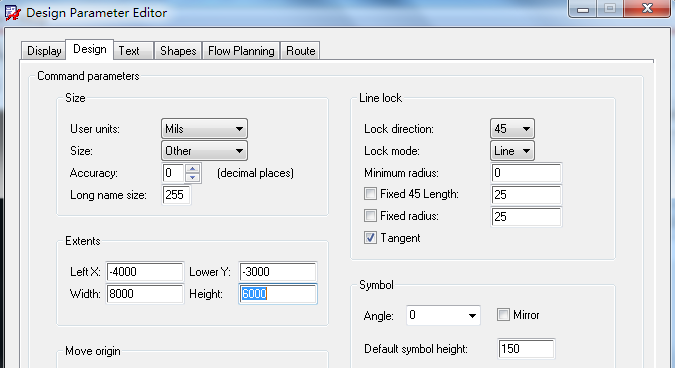 Design Parameter Editor
Display Design Text Shapes Flow Planning Route
Command parameters
Size
User units: Mils
Size: Other
Accuracy: 0 (decimal places)
Long name size: 255
Line lock
Lock direction: 45
Lock mode: Line
Minimum radius: 0
Fixed 45 Length: 25
Fixed radius: 25
Tangent
Extents
Left X: -4000 Lower Y: -3000
Width: 8000 Height: 6000
Symbol
Angle: 0 Mirror
Default symbol height: 150
Move origin